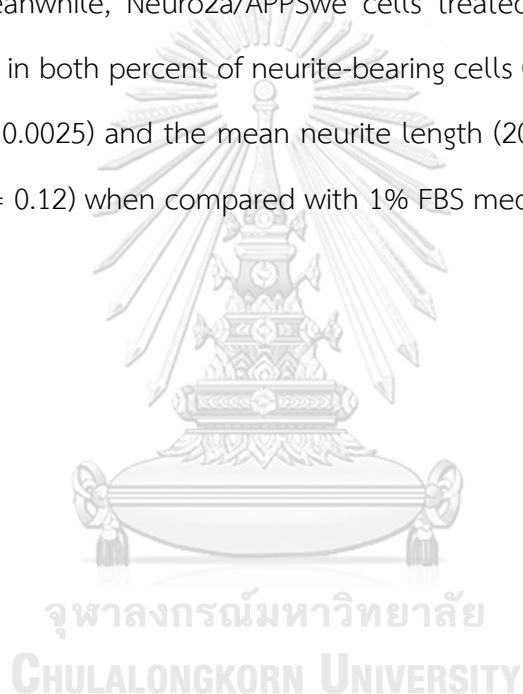 anwhile, Neuro2a/APPSwe cells treated
in both percent of neurite-bearing cells
0.0025) and the mean neurite length (20
= 0.12) when compared with 1% FBS med
จุฬาลงกรณ์มหาวิทยาลัย
CHULALONGKORN UNIVERSITY